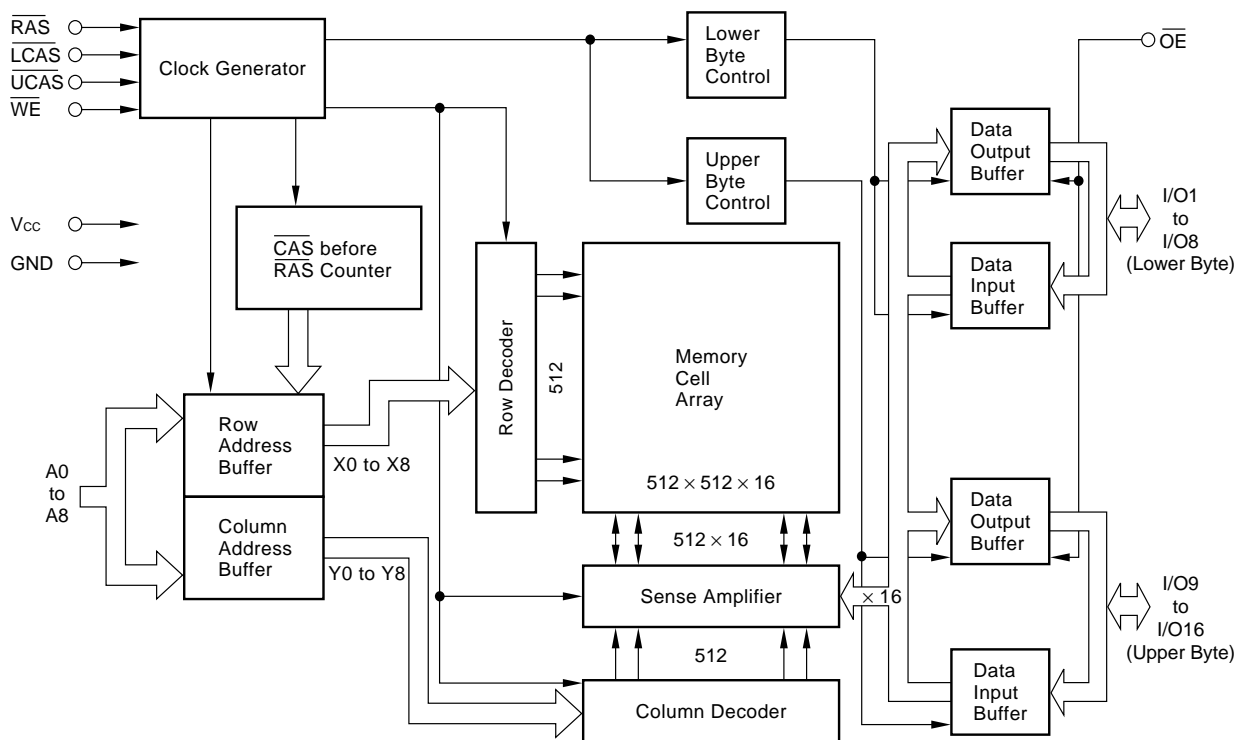 RAS
LCAS
UCAS
WE
Clock Generator
Lower
Byte
Control
OE
Upper
Byte
Control
Data
Output
Buffer
I/O1
to
I/O8
(Lower Byte)
Data
Input
Buffer
Vcc
GND
CAS before
RAS Counter
Row Decoder
512
Memory
Cell
Array
512 × 512 × 16
A0
to
A8
Row
Address
Buffer
X0 to X8
Column
Address
Buffer
Y0 to Y8
512 × 16
Sense Amplifier
× 16
512
Column Decoder
Data
Output
Buffer
I/O9
to
I/O16
(Upper Byte)
Data
Input
Buffer